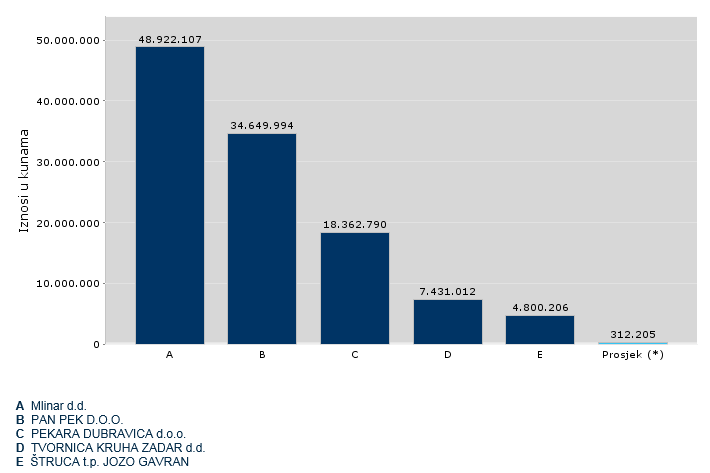 48.922.107
50.000.000
40.000.000
34.649.994
30.000.000
Iznosi u kunama
20.000.000
18.362.790
10.000.000
7.431.012
4.800.206
312.205
0
A B C D E Prosjek (*)
A Mlinar d.d.
B PAN PEK D.O.O.
C PEKARA DUBRAVICA d.o.o.
D TVORNICA KRUHA ZADAR d.d.
E ŠTRUCA t.p. JOZO GAVRAN